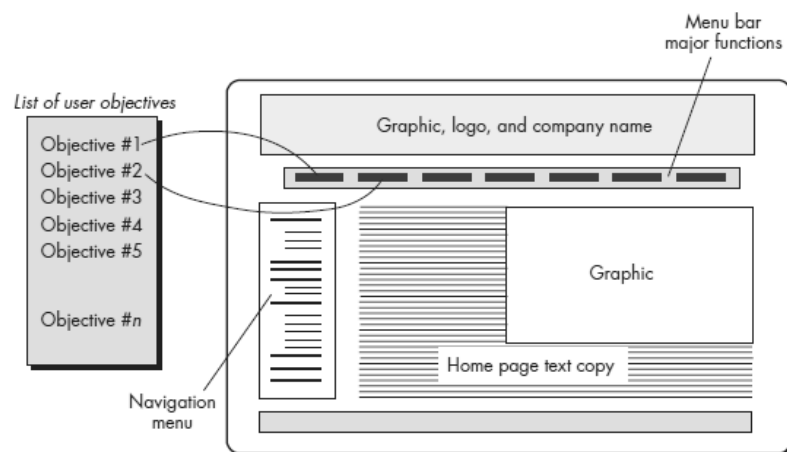 Menu bar
major functions
List of user objectives
Graphic, logo, and company name
Objective #1
Objective #2
Objective #3
Objective #4
Objective #5
Objective #n
Graphic
Home page text copy
Navigation
menu